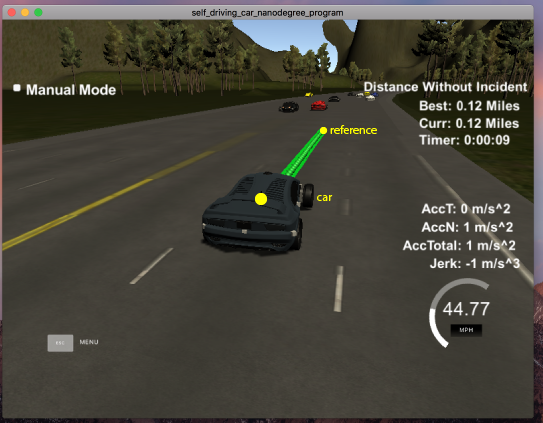 self_driving_car_nanodegree_program
Manual Mode
Distance Without Incident
Best: 0.12 Miles
Curr: 0.12 Miles
Timer: 0:00:09
reference
car
AccT: 0 m/s^2
AccN: 1 m/s^2
AccTotal: 1 m/s^2
Jerk: -1 m/s^3
44.77
MPH
esc MENU